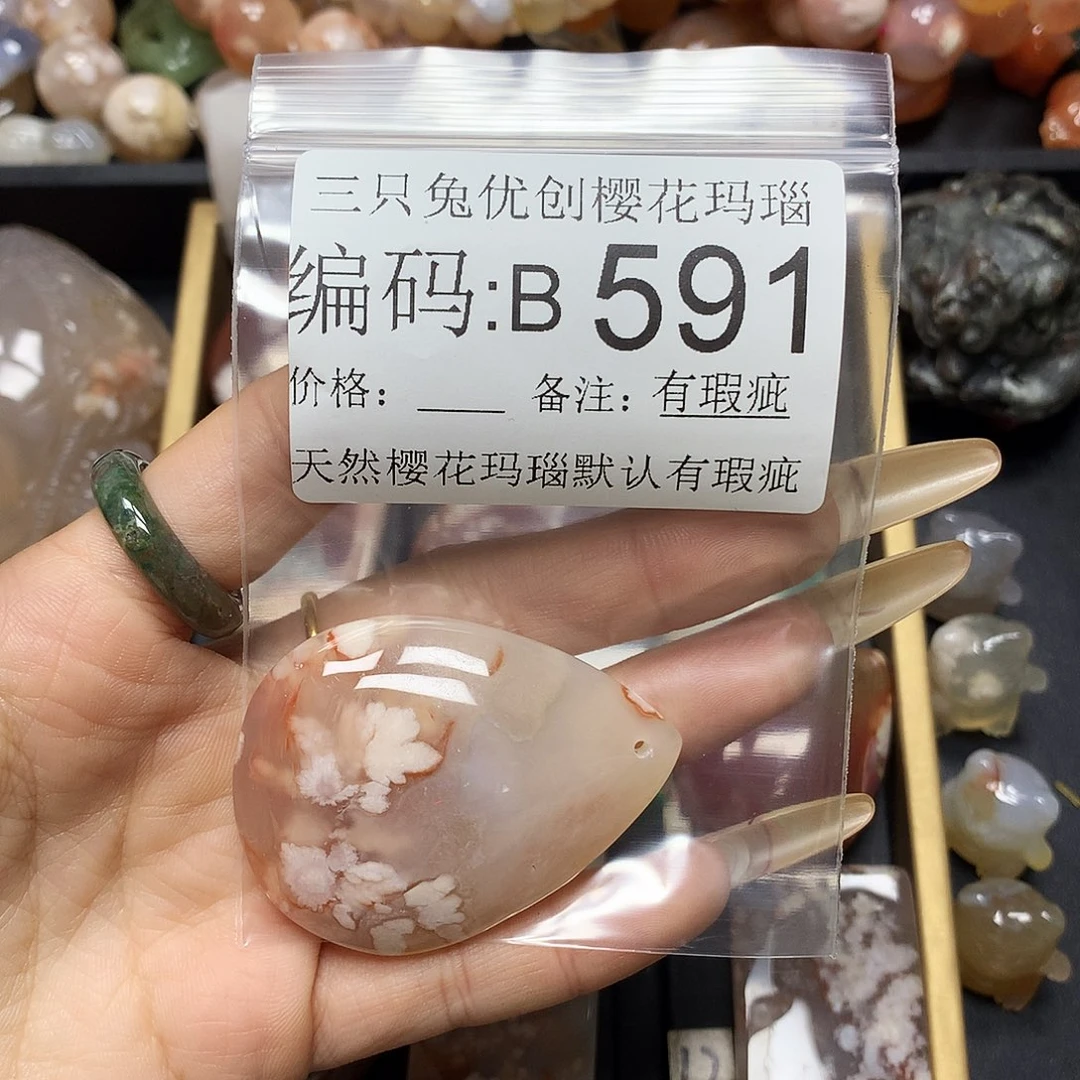 三只兔优创樱花玛瑙
编码:B 591
价格：____ 备注：有瑕疵
天然樱花玛瑙默认有瑕疵